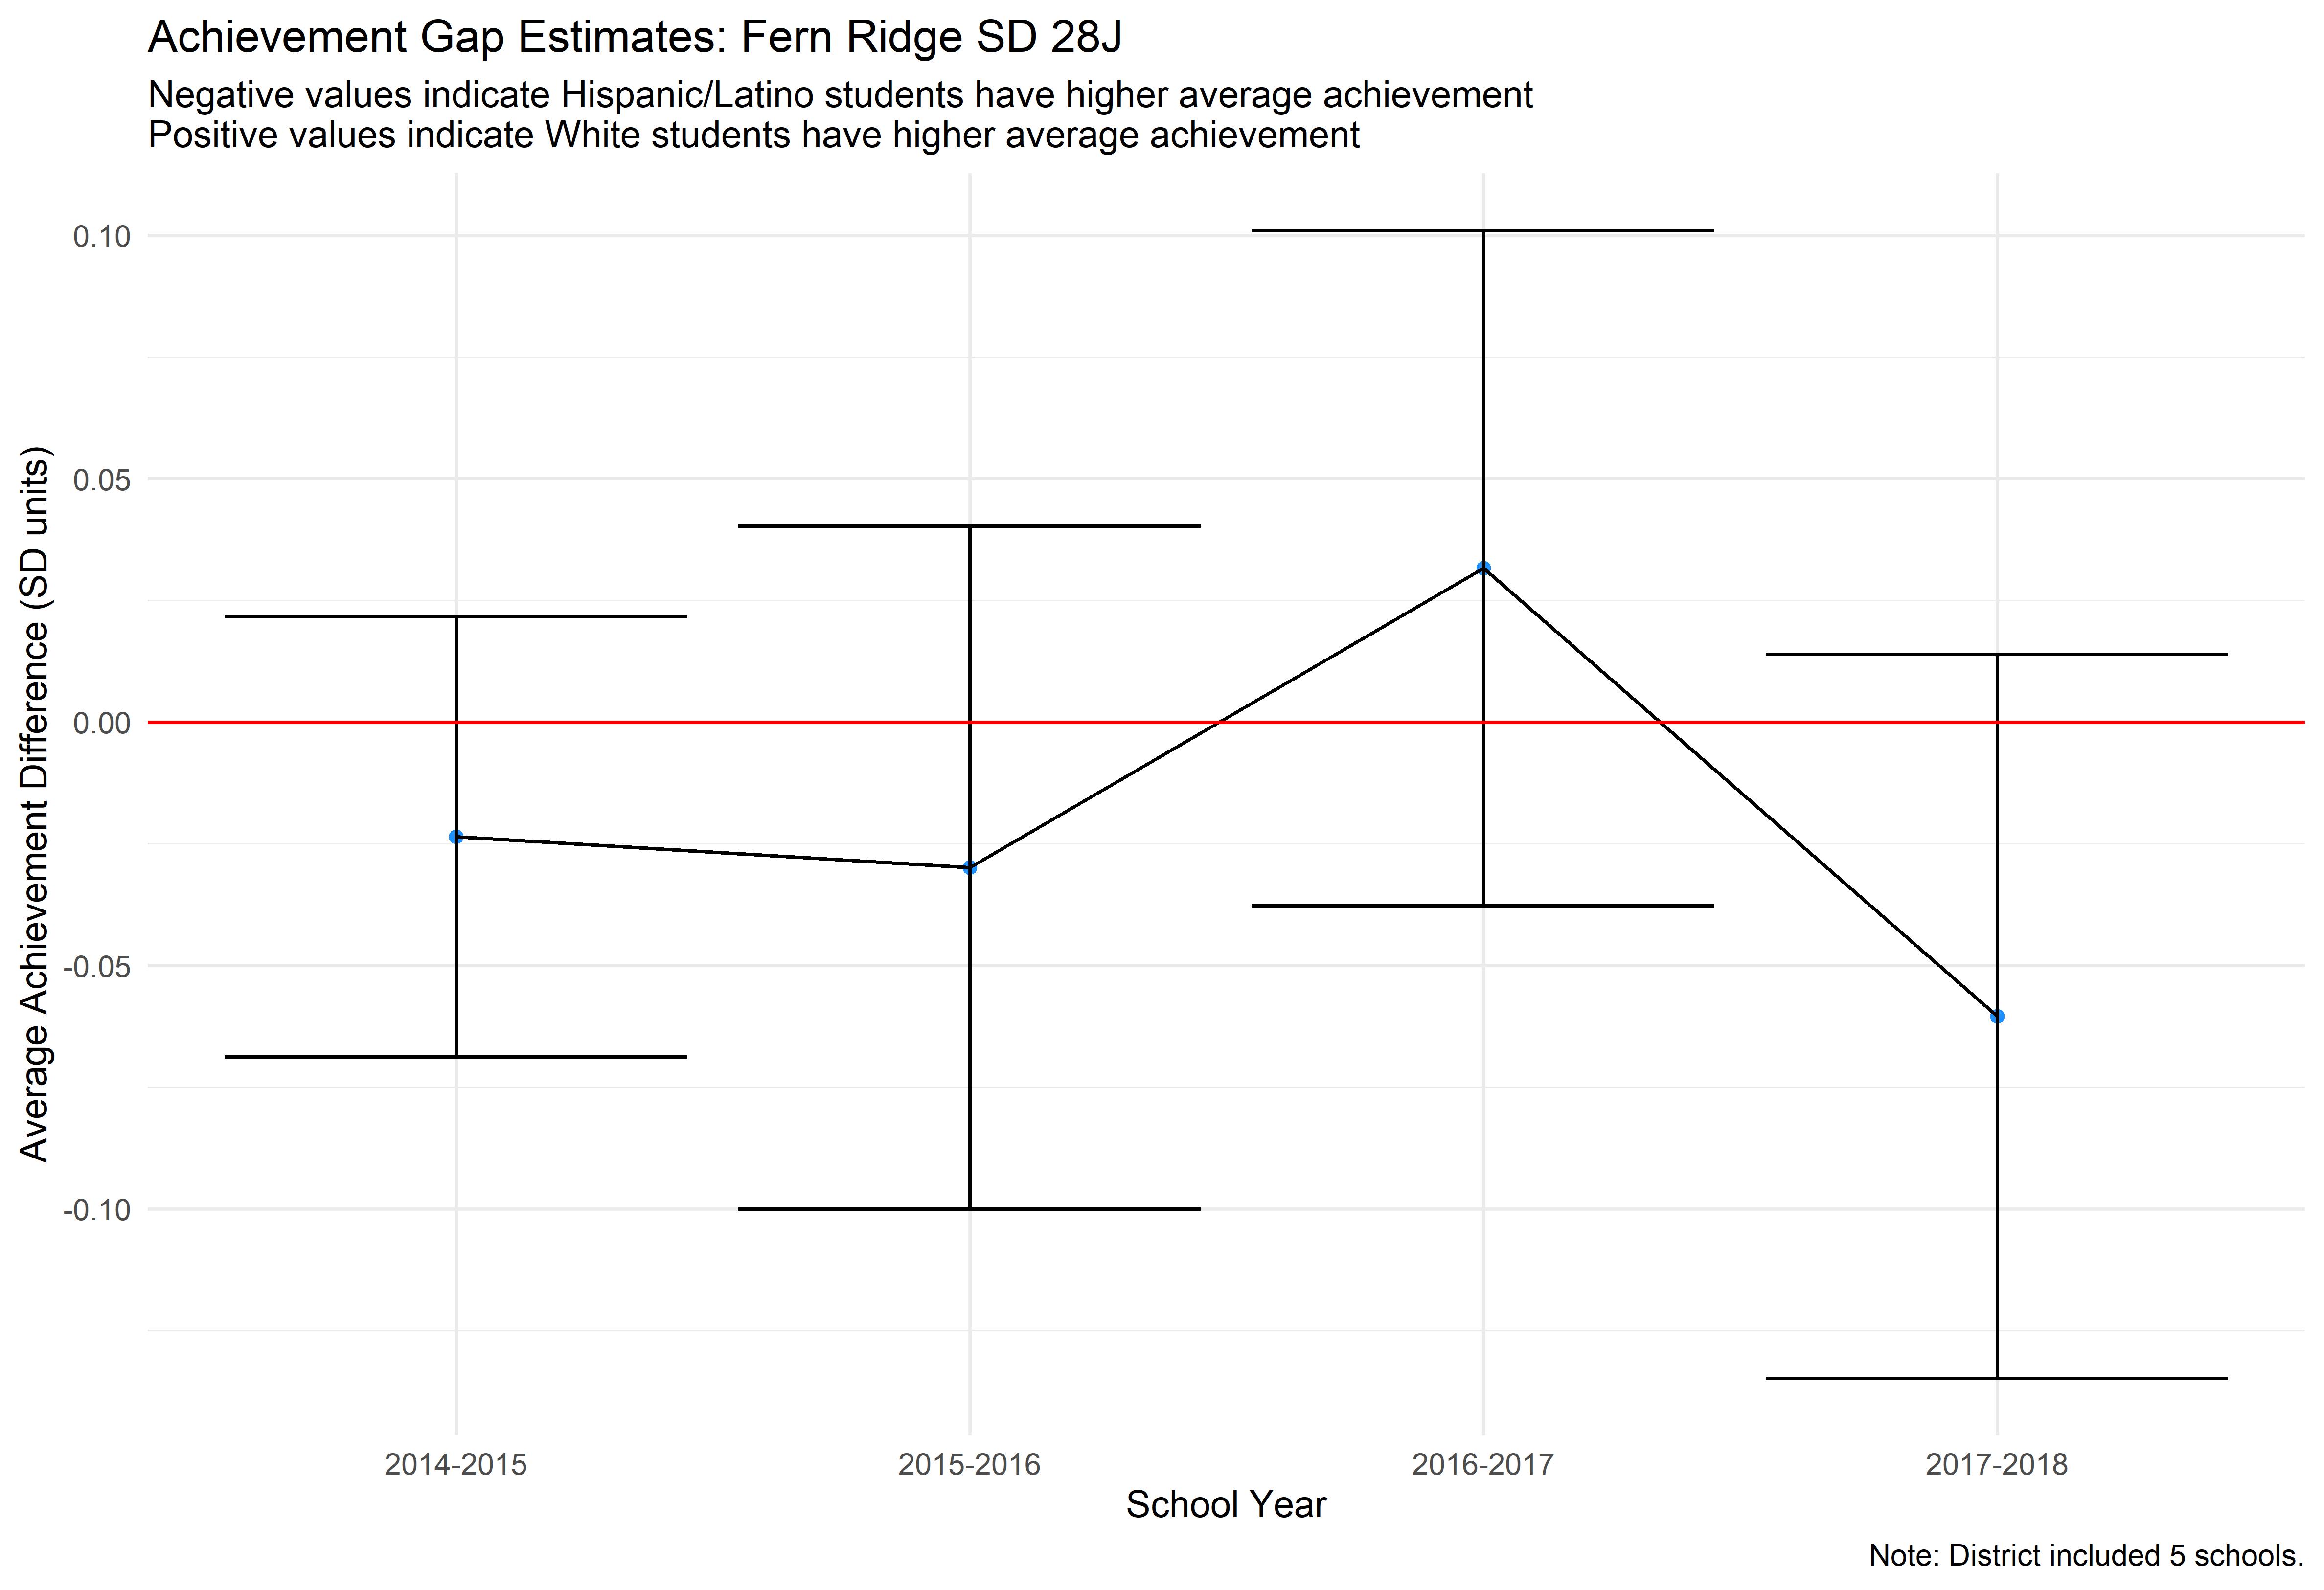 Achievement Gap Estimates: Fern Ridge SD 28J
Negative values indicate Hispanic/Latino students have higher average achievement
Positive values indicate White students have higher average achievement
Average Achievement Difference (SD units)
0.10
0.05
0.00
-0.05
-0.10
2014-2015
2015-2016
2016-2017
2017-2018
School Year
Note: District included 5 schools.